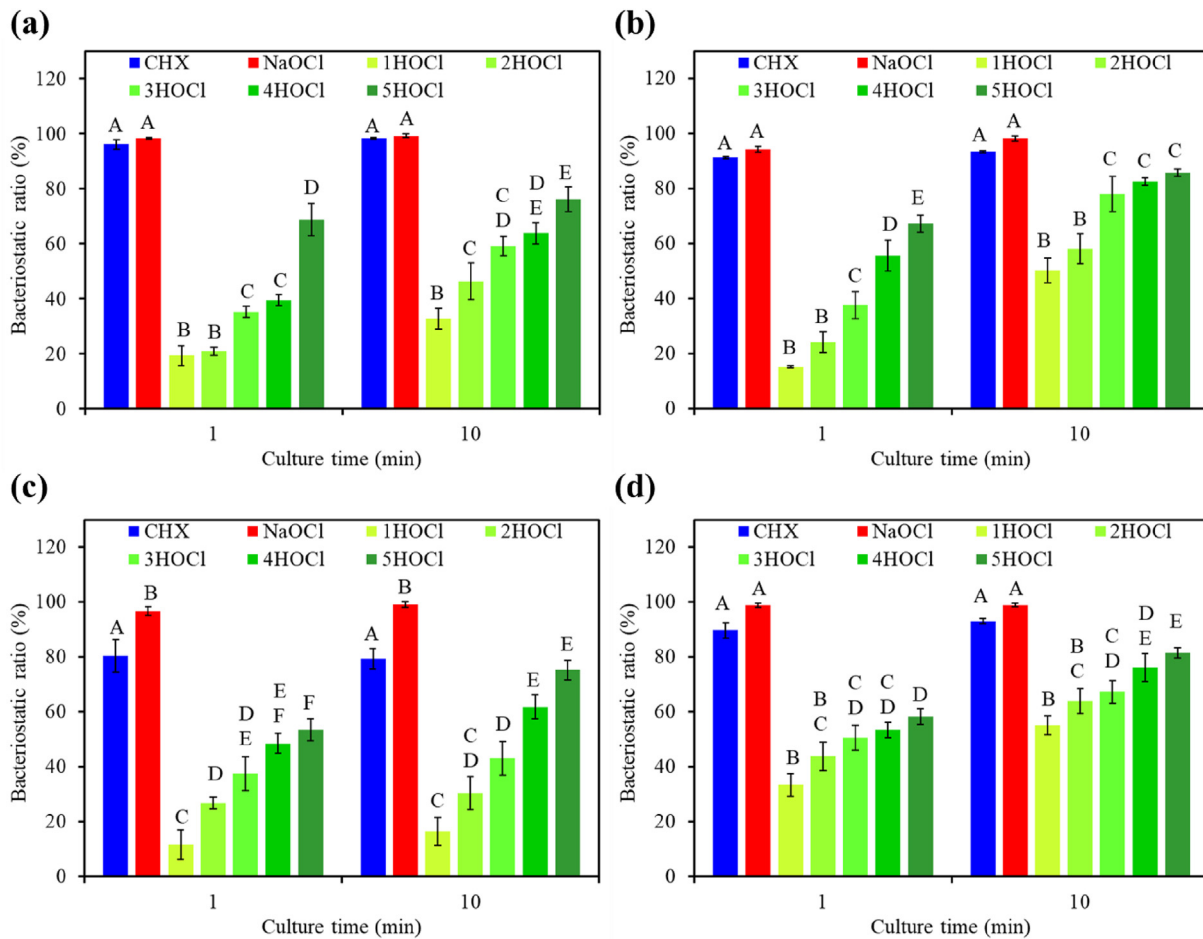 (a)
CHX NaOCl 1HOCl 2HOCl
3HOCl 4HOCl 5HOCl
Bacteriostatic ratio (%)
120
100
80
60
40
20
0
A A B B C C D
A A B C C D D E E
1 10
Culture time (min)
(b)
CHX NaOCl 1HOCl 2HOCl
3HOCl 4HOCl 5HOCl
Bacteriostatic ratio (%)
120
100
80
60
40
20
0
A A B B C D E
A A B B C C C
1 10
Culture time (min)
(c)
CHX NaOCl 1HOCl 2HOCl
3HOCl 4HOCl 5HOCl
Bacteriostatic ratio (%)
120
100
80
60
40
20
0
A B C D D E E F F
A B C C D D E E
1 10
Culture time (min)
(d)
CHX NaOCl 1HOCl 2HOCl
3HOCl 4HOCl 5HOCl
Bacteriostatic ratio (%)
120
100
80
60
40
20
0
A A B B C C D C D D
A A B B C C D D E E
1 10
Culture time (min)